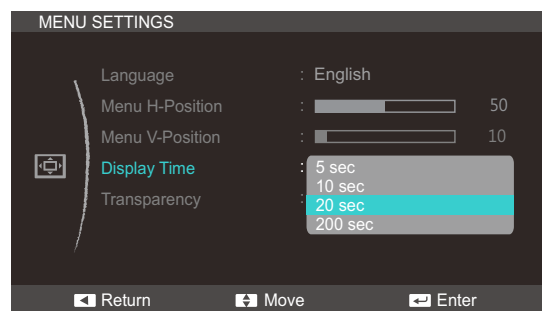 MENU SETTINGS
Language : English
Menu H-Position : 50
Menu V-Position : 10
Display Time : 5 sec
10 sec
20 sec
Transparency :
200 sec
Return Move Enter